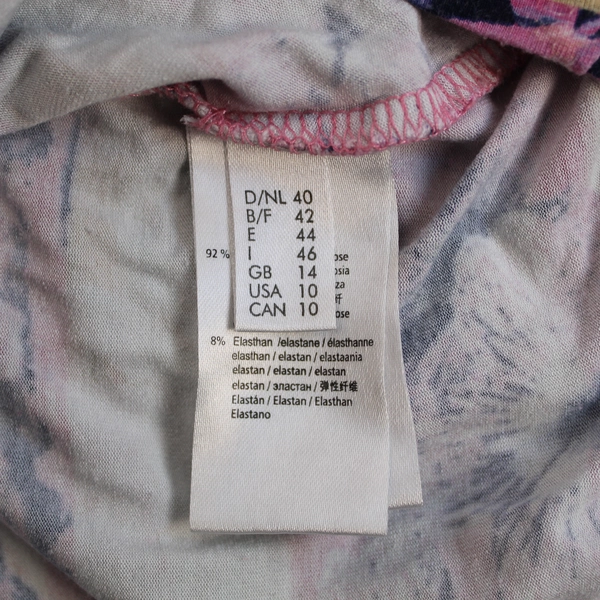 D/NL 40
B/F 42
E 44
I 46
GB 14
USA 10
CAN 10
92 %
8% Elasthan /elastane / élasthanne
elasthan / elastan / elastaania
elastan / elastan / elastan
elastan / эластан / 弹性纤维
Elastán / Elastan / Elasthan
Elastano